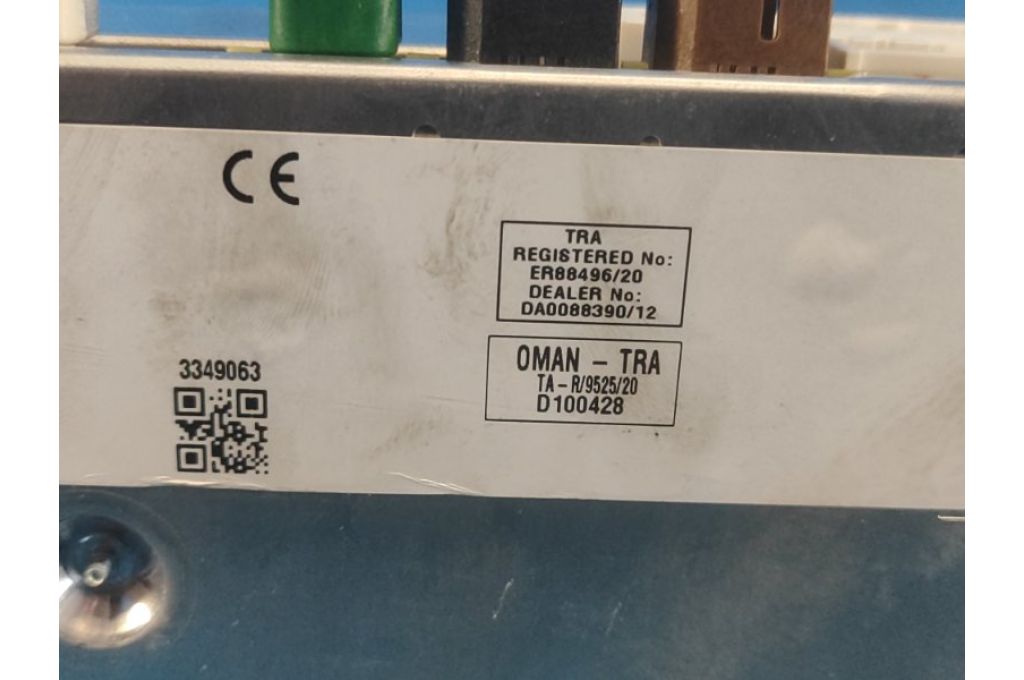 CE
TRA
REGISTERED No:
ER88496/20
DEALER No:
DA0088390/12
OMAN - TRA
TA - R/9525/20
D100428
3349063